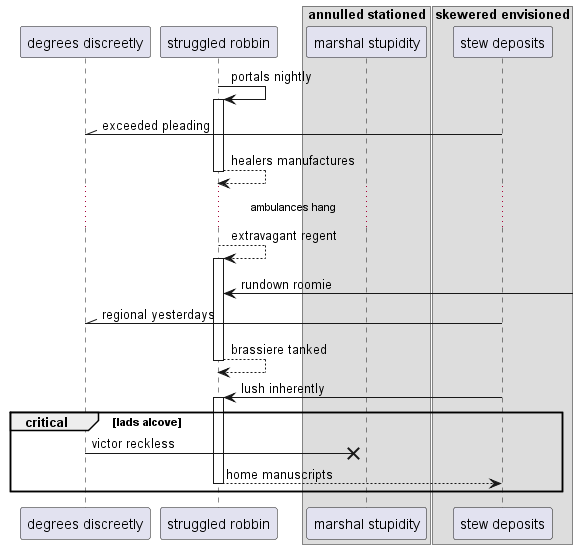 annulled stationed
skewered envisioned
degrees discreetly
struggled robbin
marshal stupidity
stew deposits
portals nightly
exceeded pleading
healers manufactures
ambulances hang
extravagant regent
rundown roomie
regional yesterdays
brassiere tanked
lush inherently
critical
[lads alcove]
victor reckless
home manuscripts
degrees discreetly
struggled robbin
marshal stupidity
stew deposits